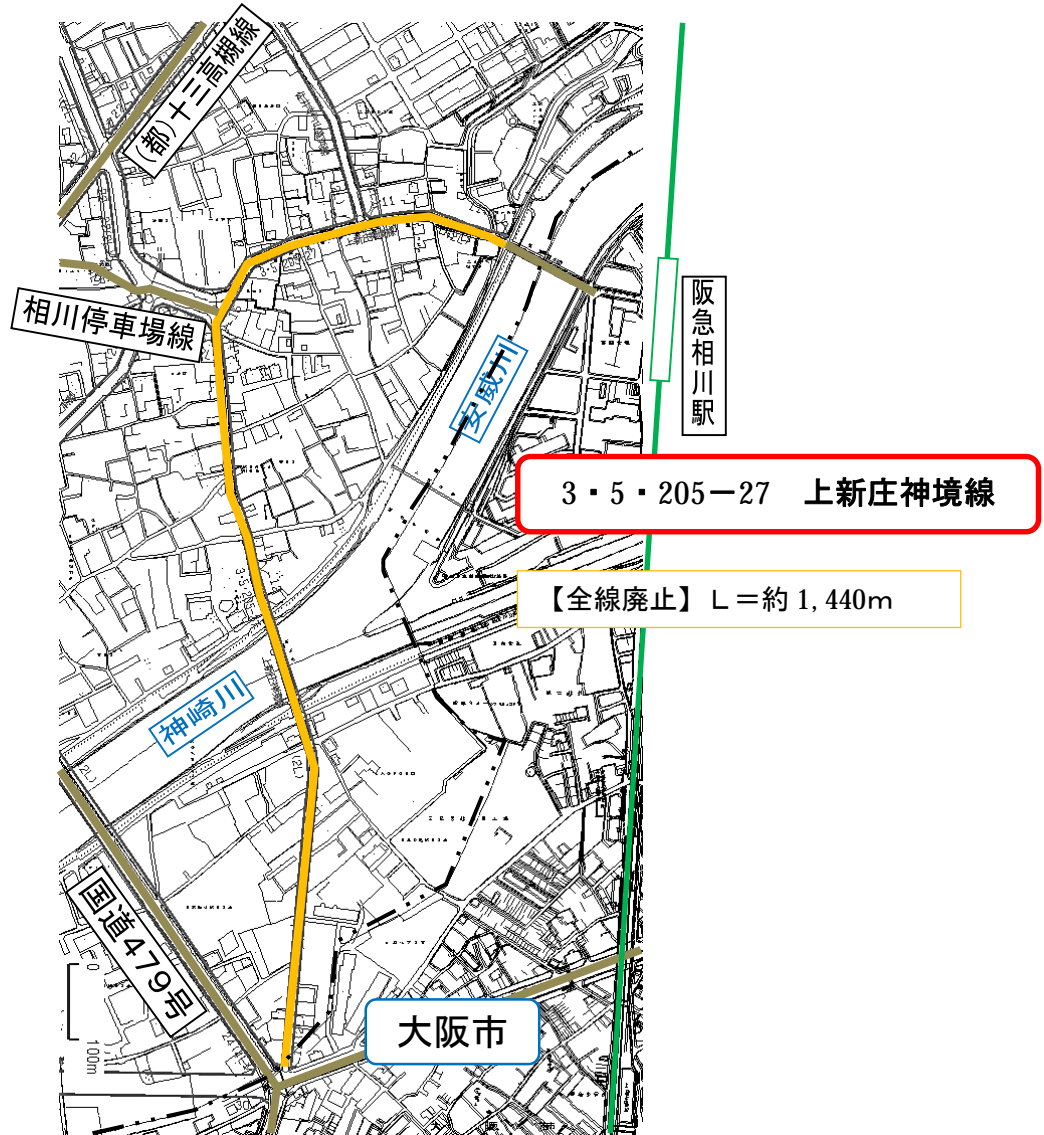 (都)十三高槻線
相川停車場線
阪急相川駅
安威川
3・5・205－27　上新庄神境線
【全線廃止】Ｌ＝約1,440ｍ
神崎川
国道479号
0
100m
大阪市